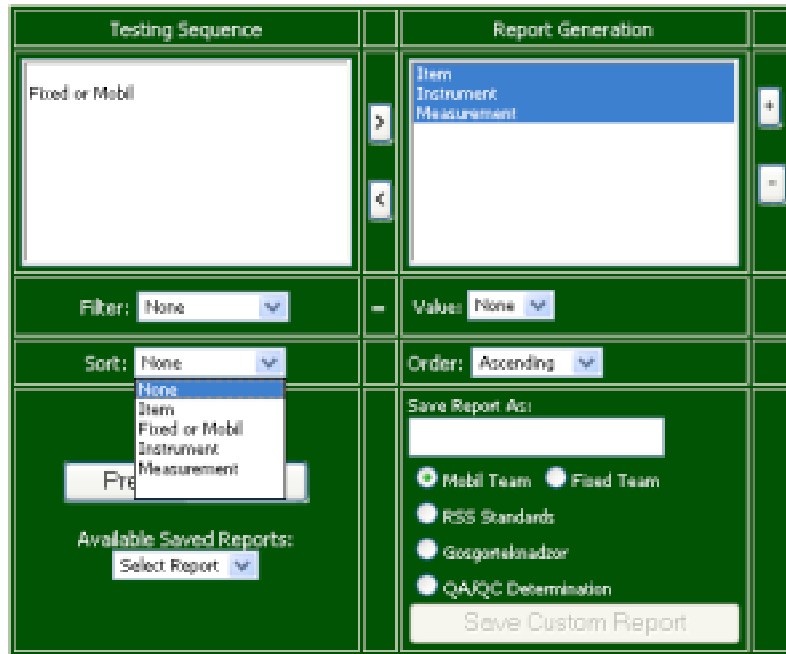 Testing Sequence
Report Generation
Fixed or Mobil
>
<
Item
Instrument
Measurement
+
-
Filter: None
=
Value: None
Sort: None
Order: Ascending
None
Item
Fixed or Mobil
Instrument
Measurement
Pre
Available Saved Reports:
Select Report
Save Report As:
Mobil Team
Fixed Team
RSS Standards
Gosgorteknadzor
QA/QC Determination
Save Custom Report